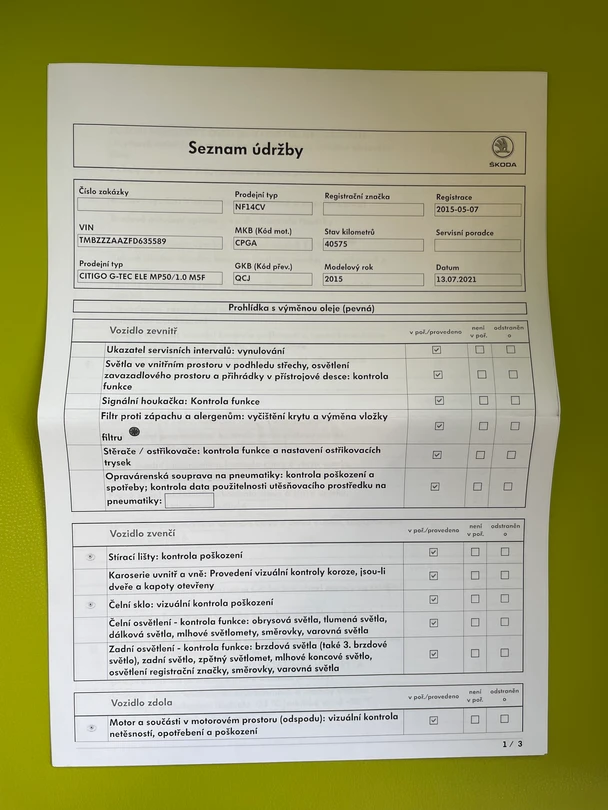 Seznam údržby
ŠKODA
Číslo zakázky
Prodejní typ
Registrační značka
Registrace
NF14CV
2015-05-07
VIN
MKB (Kód mot.)
Stav kilometrů
Servisní poradce
TMBZZZAAZFD635589
CPGA
40575
Prodejní typ
GKB (Kód přev.)
Modelový rok
Datum
CITIGO G-TEC ELE MP50/1.0 M5F
QCJ
2015
13.07.2021
Prohlídka s výměnou oleje (pevná)
Vozidlo zevnitř
v poř./provedeno
není
v poř.
odstraněn
o
Ukazatel servisních intervalů: vynulování
Světla ve vnitřním prostoru v podhledu střechy, osvětlení
zavazadlového prostoru a přihrádky v přístrojové desce: kontrola
funkce
Signální houkačka: Kontrola funkce
Filtr proti zápachu a alergenům: vyčištění krytu a výměna vložky
filtru
Stěrače / ostřikovače: kontrola funkce a nastavení ostřikovacích
trysek
Opravárenská souprava na pneumatiky: kontrola poškození a
spotřeby; kontrola data použitelnosti utěsňovacího prostředku na
pneumatiky:
Vozidlo zvenčí
v poř./provedeno
není
v poř.
odstraněn
o
Stírací lišty: kontrola poškození
Karoserie uvnitř a vně: Provedení vizuální kontroly koroze, jsou-li
dveře a kapoty otevřeny
Čelní sklo: vizuální kontrola poškození
Čelní osvětlení - kontrola funkce: obrysová světla, tlumená světla,
dálková světla, mlhové světlomety, směrovky, varovná světla
Zadní osvětlení - kontrola funkce: brzdová světla (také 3. brzdové
světlo), zadní světlo, zpětný světlomet, mlhové koncové světlo,
osvětlení registrační značky, směrovky, varovná světla
Vozidlo zdola
v poř./provedeno
není
v poř.
odstraněn
o
Motor a součásti v motorovém prostoru (odspodu): vizuální kontrola
netěsností, opotřebení a poškození
1 / 3